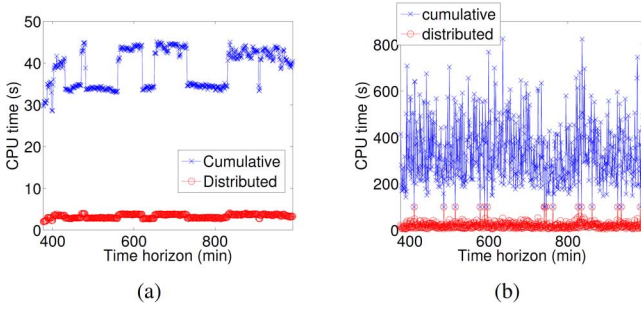 50
40
30
20
10
0
CPU time (s)
400
600
800
Time horizon (min)
Cumulative
Distributed
(a)
cumulative
distributed
800
600
400
200
0
CPU time (s)
400
600
800
Time horizon (min)
(b)